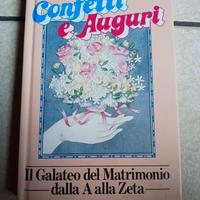 Confetti
e Auguri
Il Galateo del Matrimonio
dalla A alla Zeta